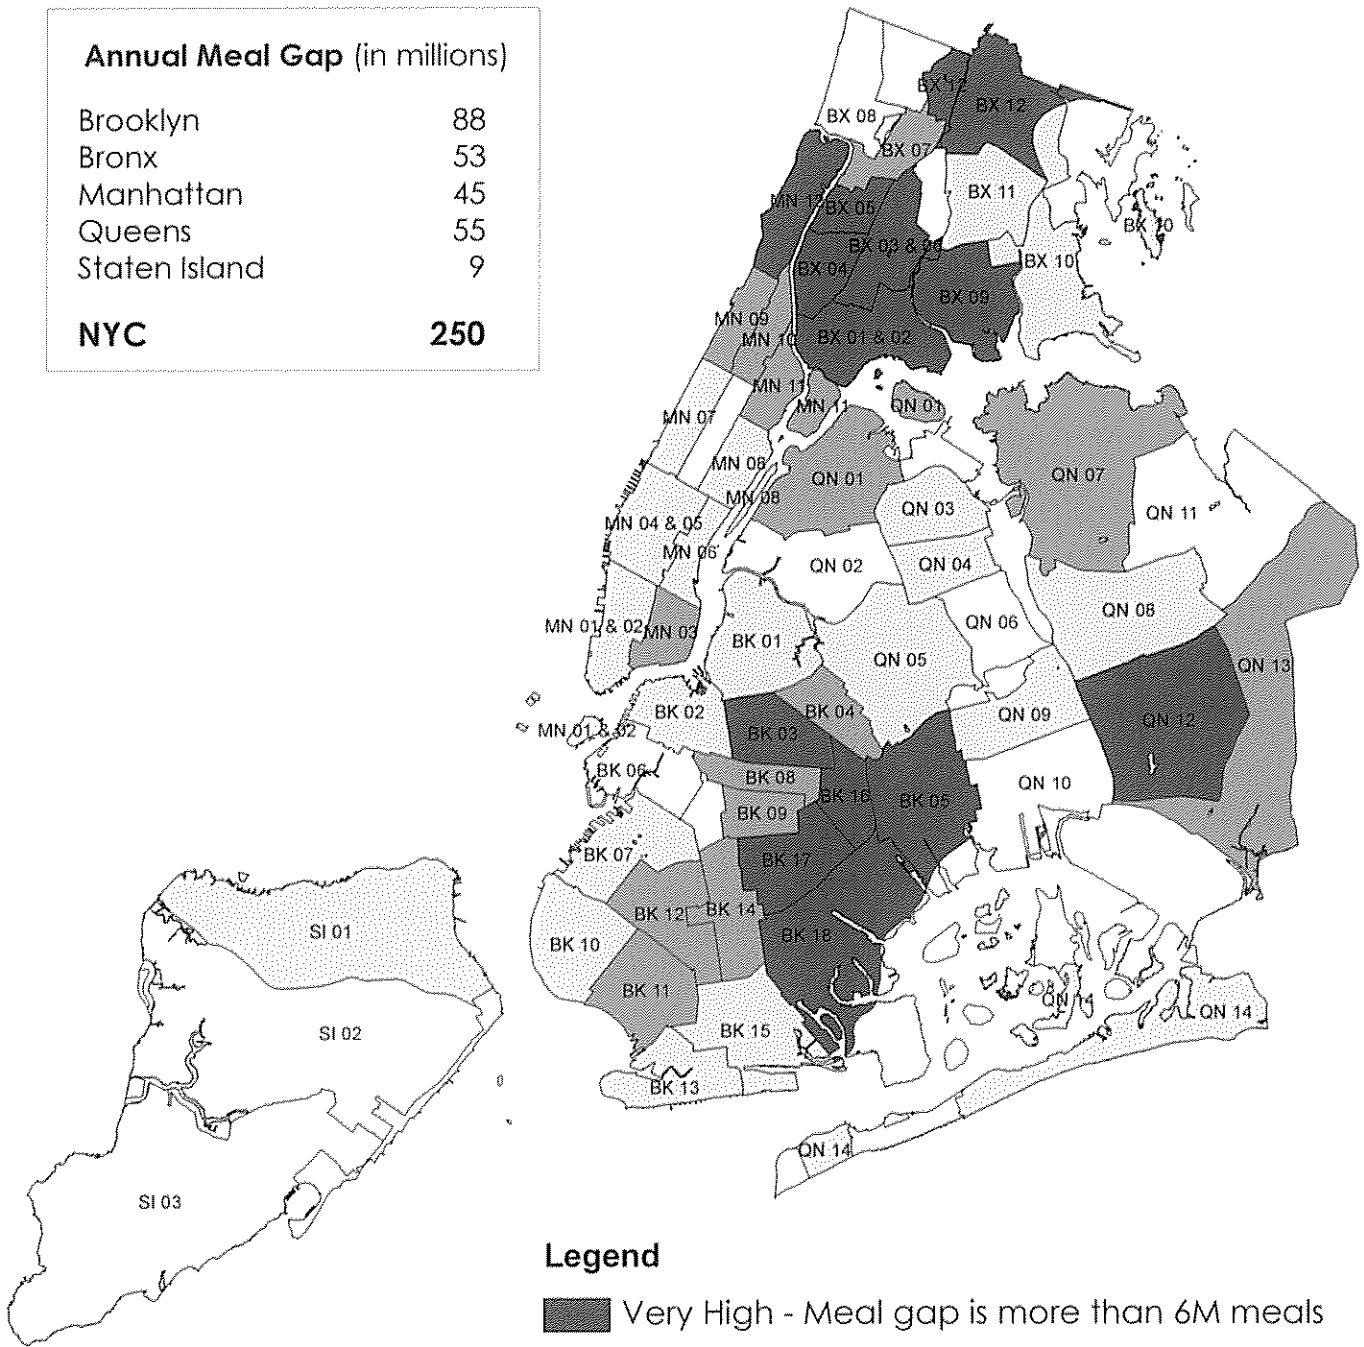 Annual Meal Gap (in millions)
Brooklyn 88
Bronx 53
Manhattan 45
Queens 55
Staten Island 9
NYC 250
BX 12
BX 12
BX 08
BX 07
BX 11
MN 12
BX 05
BX 10
BX 03 & 06
BX 10
BX 04
BX 09
MN 09
MN 10
BX 01 & 02
MN 11
MN 11
QN 01
MN 07
MN 08
QN 01
QN 07
MN 08
QN 03
QN 11
MN 04 & 05
MN 06
QN 02
QN 04
QN 08
MN 01 & 02
MN 03
BK 01
QN 06
QN 05
QN 13
BK 02
BK 04
QN 09
QN 12
MN 01 & 02
BK 03
BK 06
BK 08
QN 10
BK 16
BK 05
BK 09
BK 07
BK 17
BK 12
BK 14
SI 01
BK 10
BK 18
BK 11
QN 14
QN 14
SI 02
BK 15
BK 13
QN 14
SI 03
Legend
Very High - Meal gap is more than 6M meals